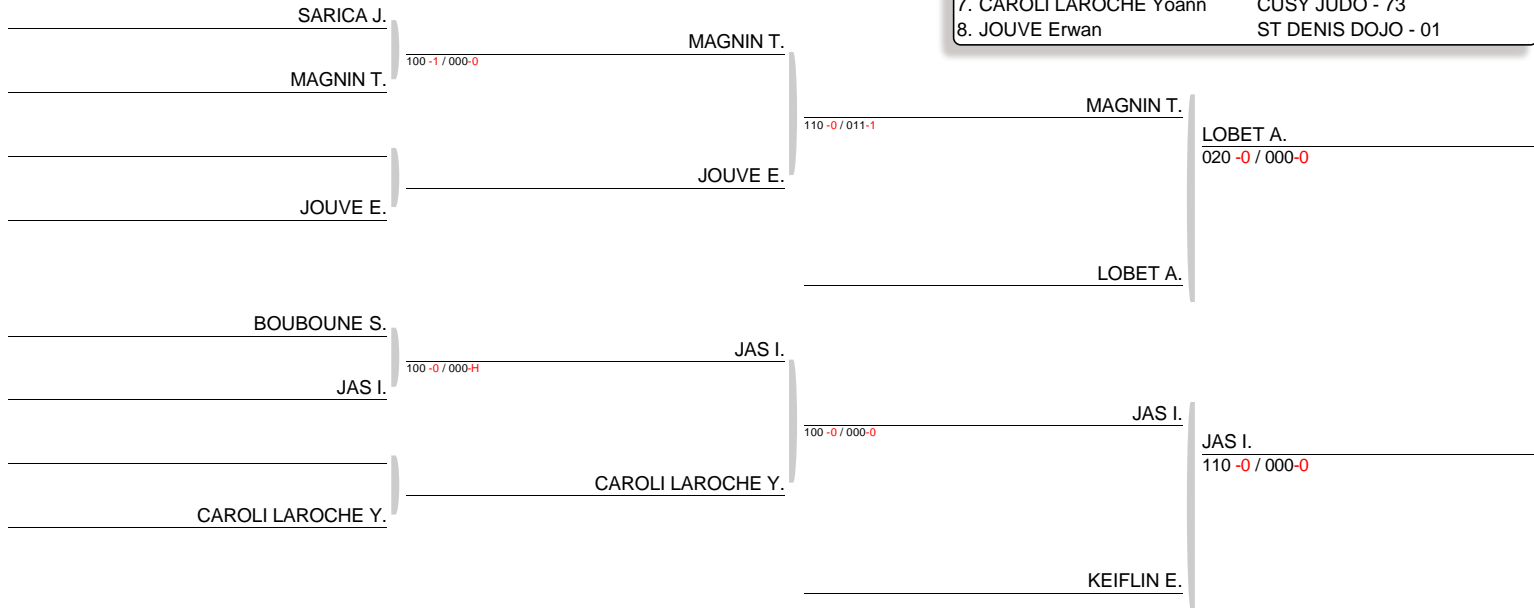 7. CAROLI LAROCHE Yoann CUSY JUDO - 73
8. JOUVE Erwan ST DENIS DOJO - 01
SARICA J.
MAGNIN T.
100 -1 / 000-0
MAGNIN T.
JOUVE E.
JOUVE E.
110 -0 / 011-1
MAGNIN T.
LOBET A.
LOBET A.
020 -0 / 000-0
BOUBOUNE S.
JAS I.
100 -0 / 000-H
JAS I.
CAROLI LAROCHE Y.
CAROLI LAROCHE Y.
100 -0 / 000-0
JAS I.
KEIFLIN E.
JAS I.
110 -0 / 000-0